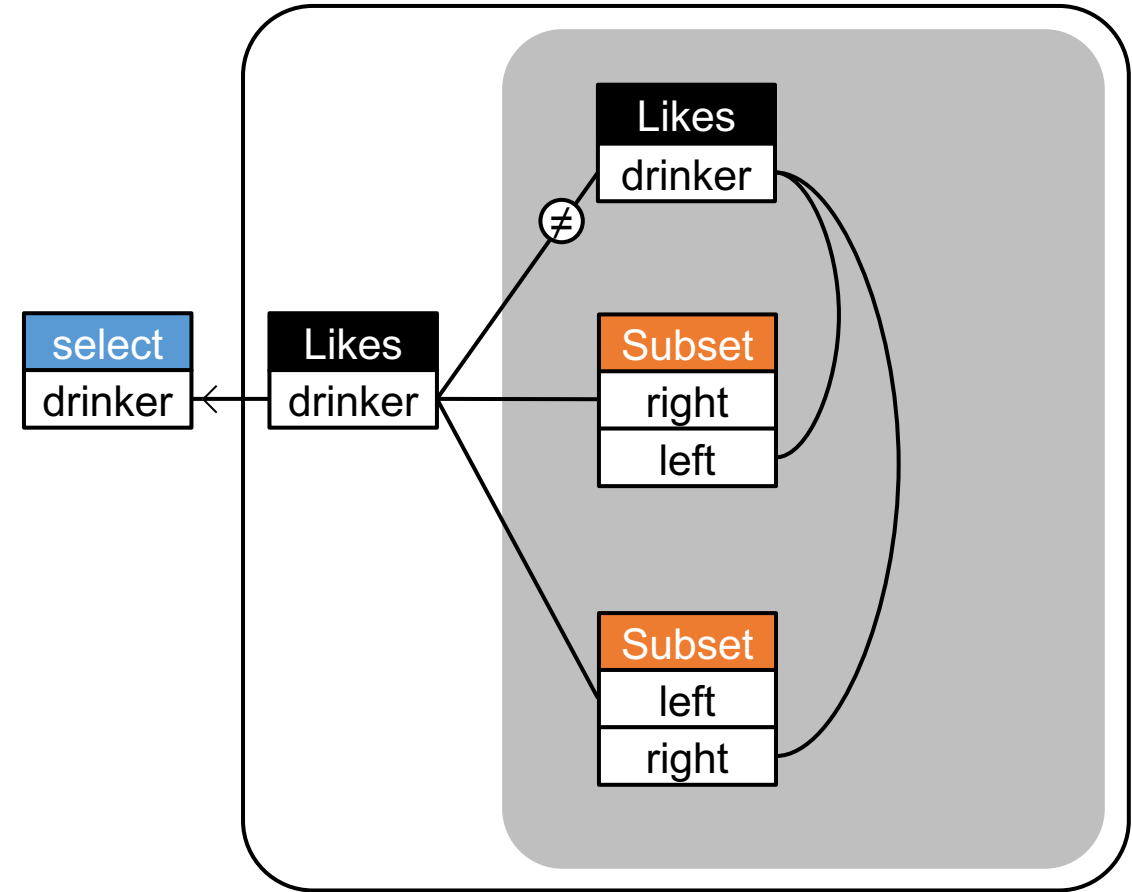 select
drinker
Likes
drinker
≠
Likes
drinker
Subset
right
left
Subset
left
right